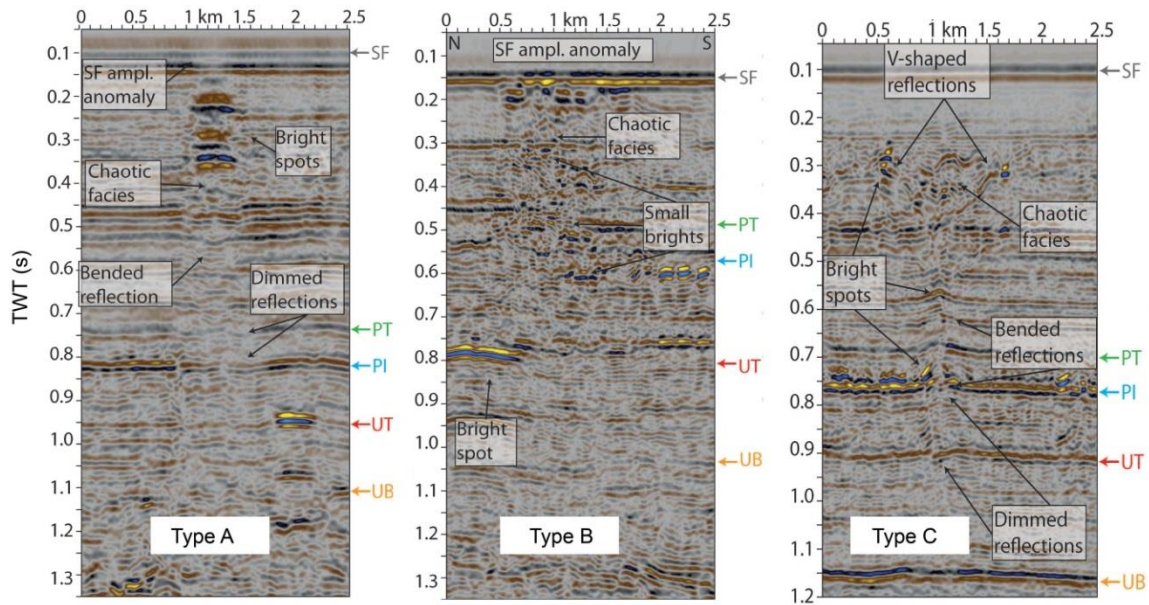 0 0.5 1 km 1.5 2 2.5
0.1
0.2
0.3
0.4
0.5
0.6
0.7
0.8
0.9
1.0
1.1
1.2
1.3
TWT (s)
SF ampl.
anomaly
Bright
spots
Chaotic
facies
Bended
reflection
Dimmed
reflections
SF
PT
PI
UT
UB
Type A
0 0.5 1 km 1.5 2 2.5
N
S
0.1
0.2
0.3
0.4
0.5
0.6
0.7
0.8
0.9
1.0
1.1
1.2
1.3
SF ampl. anomaly
Chaotic
facies
Small
brights
Bright
spot
SF
PT
PI
UT
UB
Type B
0 0.5 1 km 1.5 2 2.5
0.1
0.2
0.3
0.4
0.5
0.6
0.7
0.8
0.9
1.0
1.1
1.2
V-shaped
reflections
Chaotic
facies
Bright
spots
Bended
reflections
Dimmed
reflections
SF
PT
PI
UT
UB
Type C